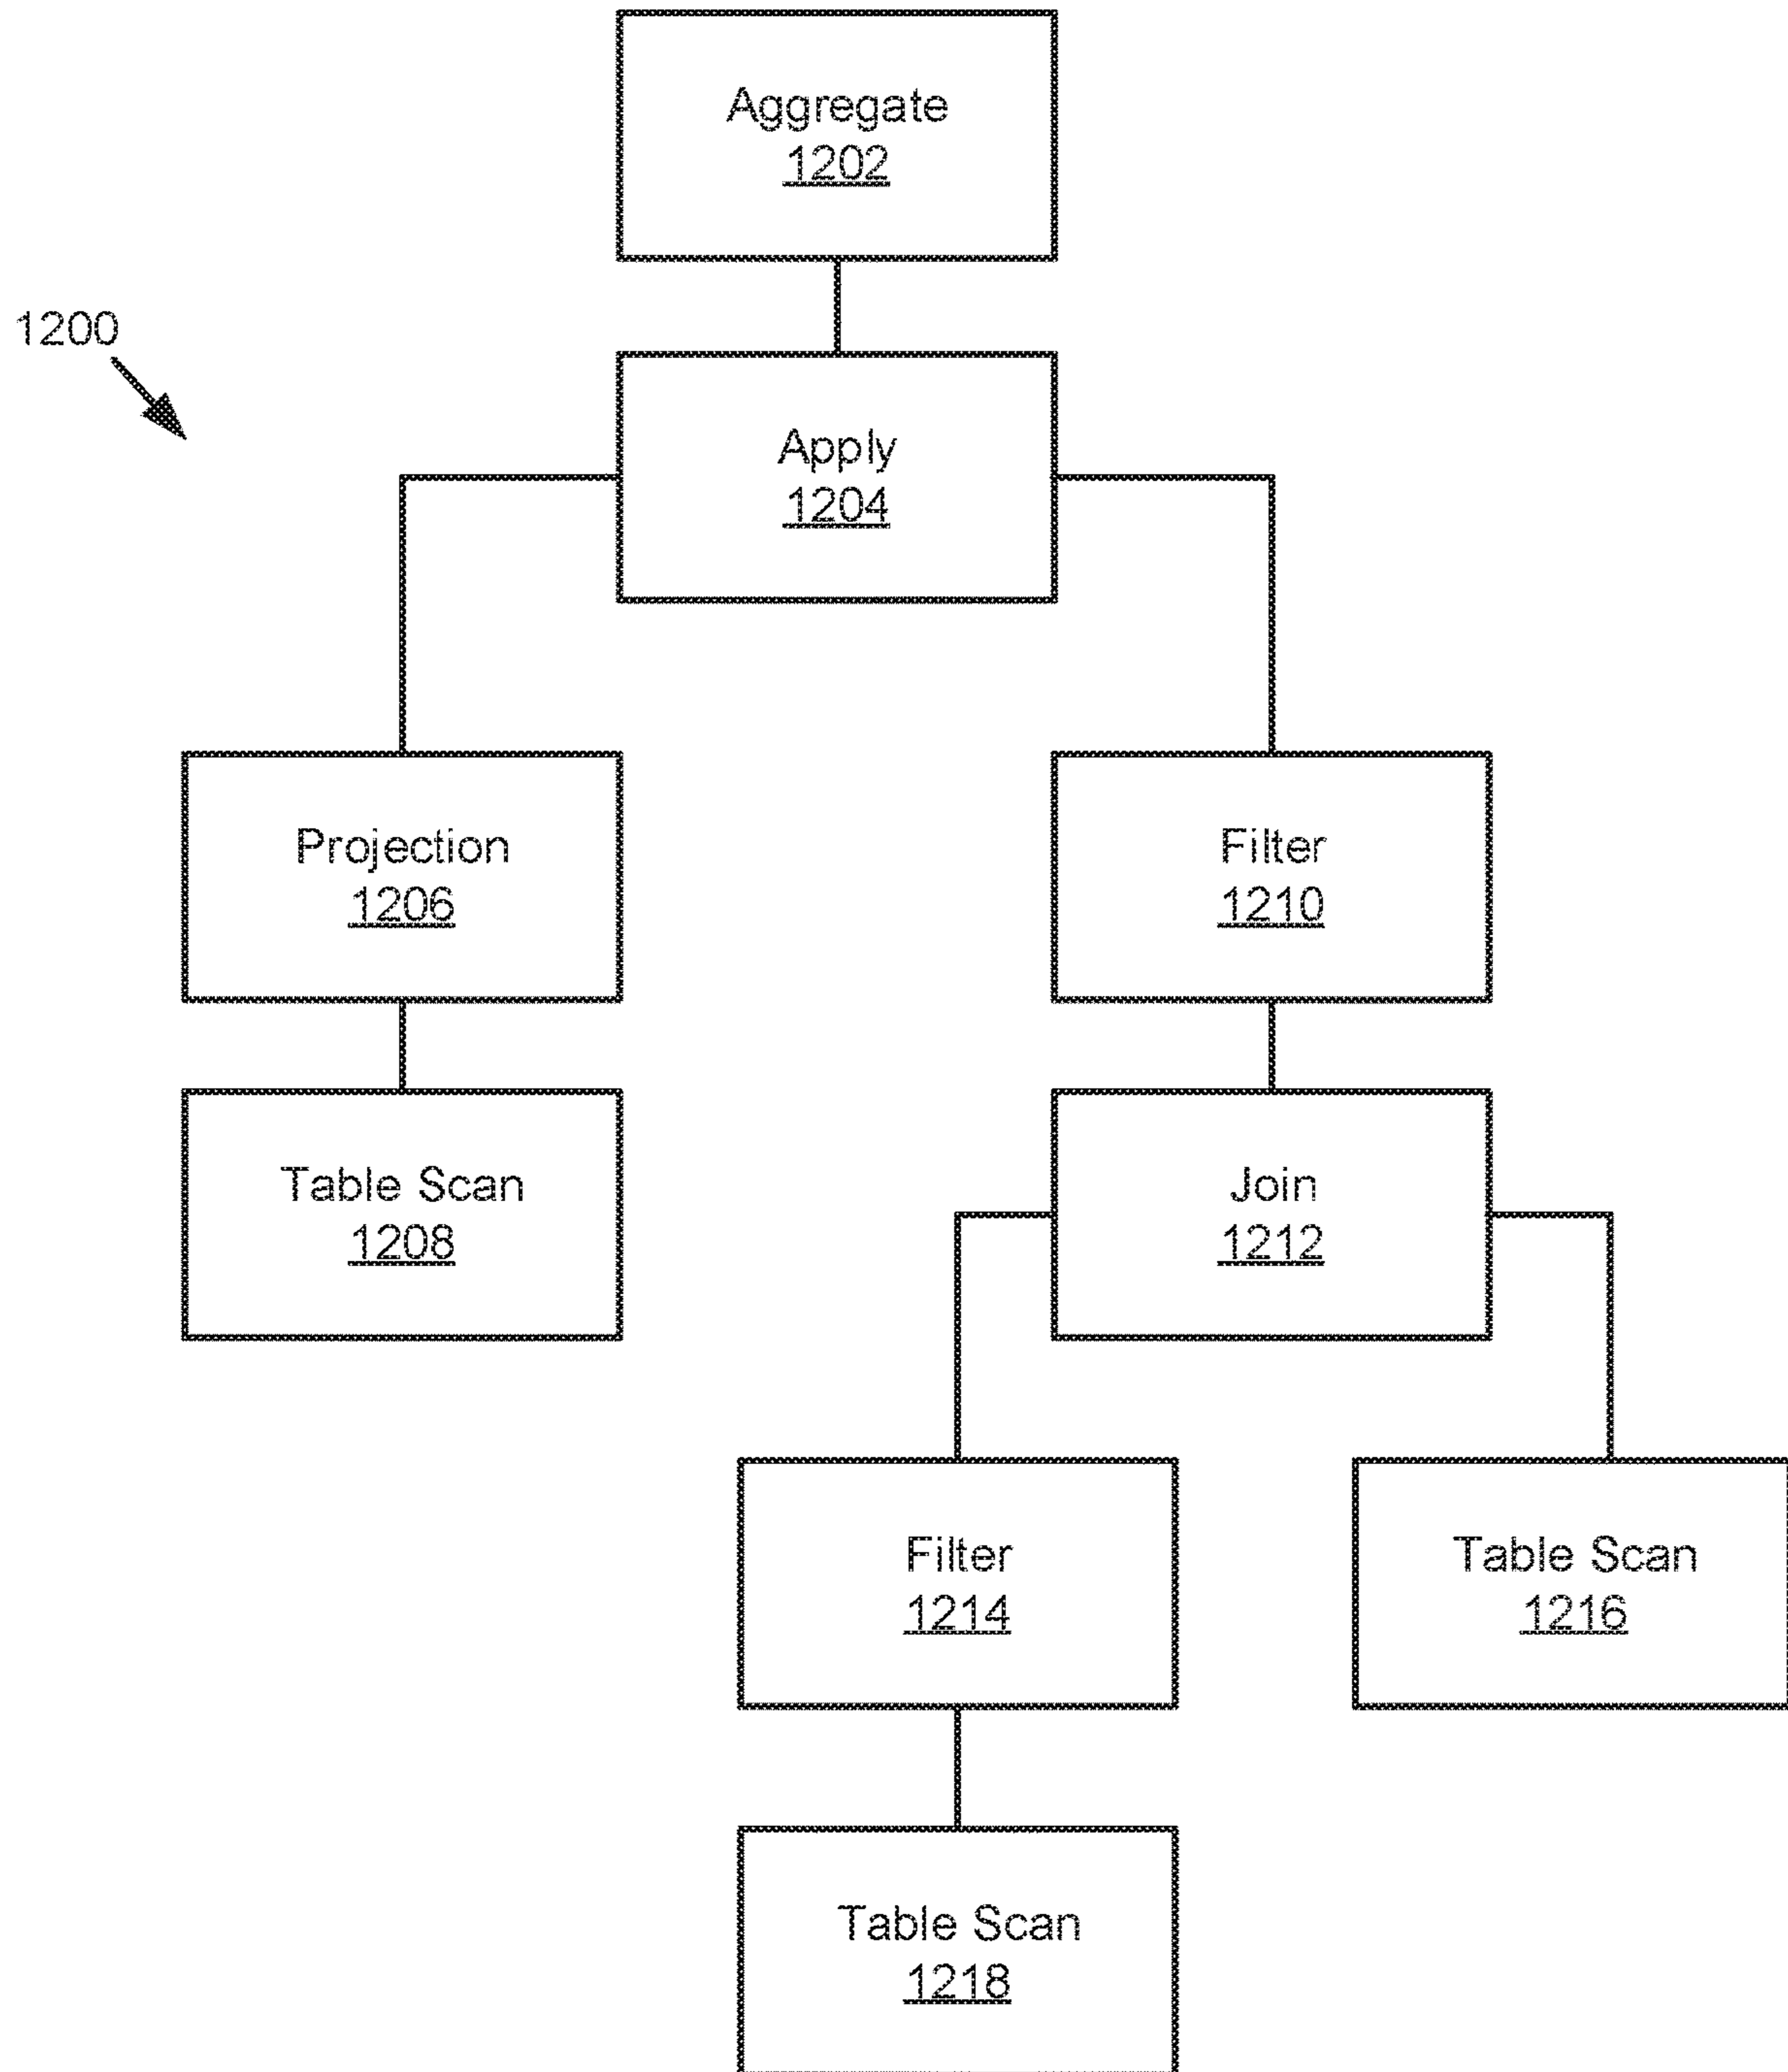 Aggregate
1202
1200
Apply
1204
Projection
1206
Filter
1210
Table Scan
1208
Join
1212
Filter
1214
Table Scan
1216
Table Scan
1218